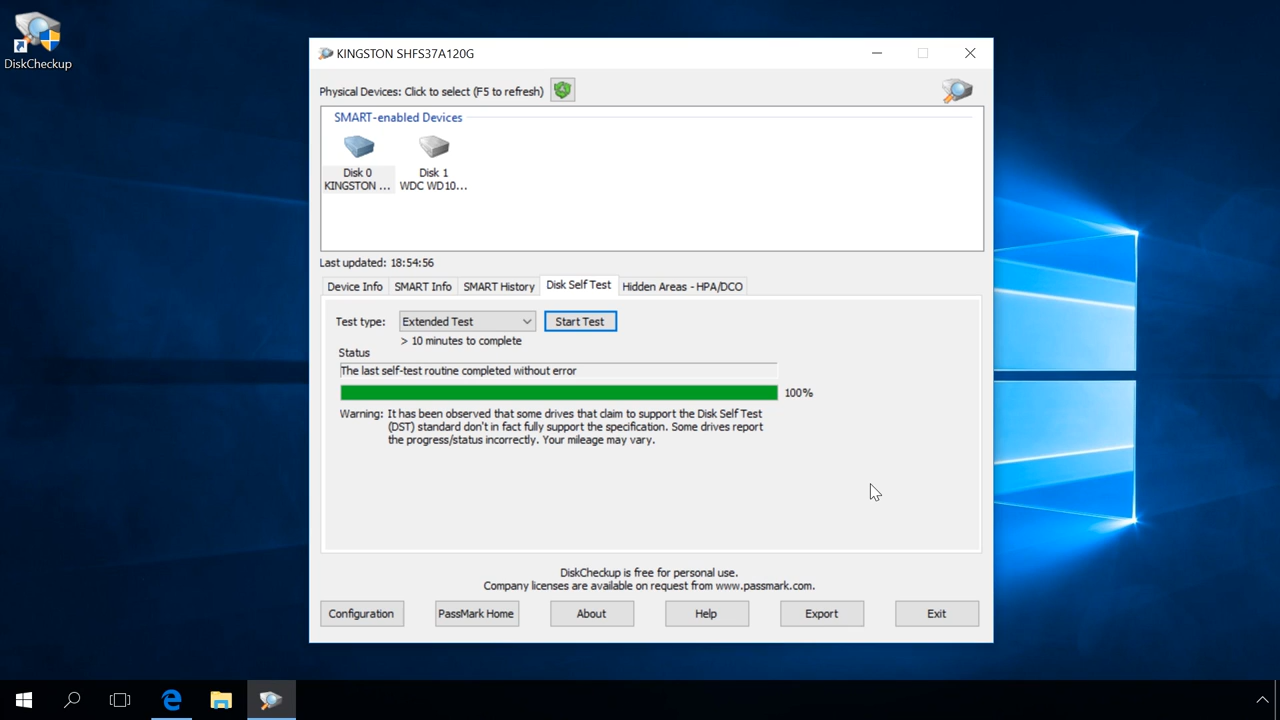 DiskCheckup
KINGSTON SHFS37A120G
Physical Devices: Click to select (F5 to refresh)
SMART-enabled Devices
Disk 0
KINGSTON ...
Disk 1
WDC WD10...
Last updated: 18:54:56
Device Info
SMART Info
SMART History
Disk Self Test
Hidden Areas - HPA/DCO
Test type:
Extended Test
Start Test
> 10 minutes to complete
Status
The last self-test routine completed without error
100%
Warning: It has been observed that some drives that claim to support the Disk Self Test
(DST) standard don't in fact fully support the specification. Some drives report
the progress/status incorrectly. Your mileage may vary.
DiskCheckup is free for personal use.
Company licenses are available on request from www.passmark.com.
Configuration
PassMark Home
About
Help
Export
Exit